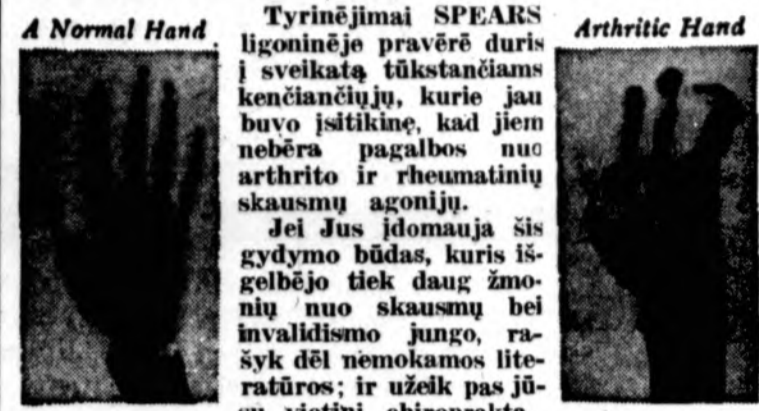 A Normal Hand
Tyrinėjimai SPEARS
ligoninėje pravėrė duris
į sveikatą tūkstančiams
kenčiančiųjų, kurie jau
buvo įsitikinę, kad jiem
nebėra pagalbos nuo
arthrito ir rheumatinių
skausmų agonijų.
Jei Jus įdomauja šis
gydymo būdas, kuris iš-
gelbėjo tiek daug žmo-
nių nuo skausmų bei
invalidismo jungo, ra-
šyk dėl nemokamos lite-
ratūros; ir užeik pas jū-
Arthritic Hand